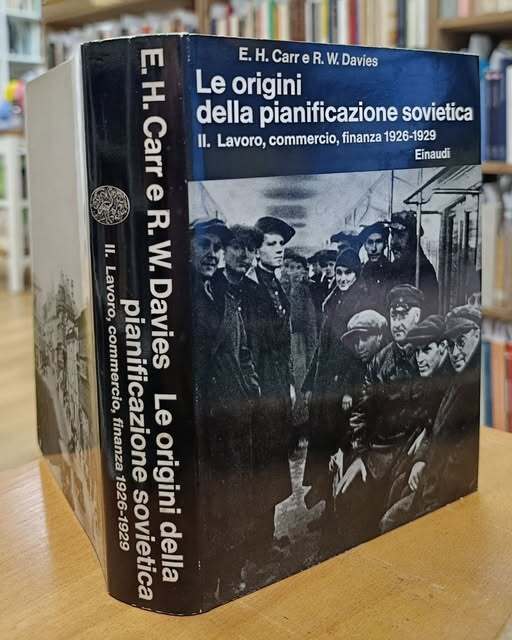 E. H. Carr e R. W. Davies
Le origini
della pianificazione sovietica
II. Lavoro, commercio, finanza 1926-1929
Einaudi
E. H. Carr e R. W. Davies Le origini della
pianificazione sovietica
II. Lavoro, commercio, finanza 1926-1929